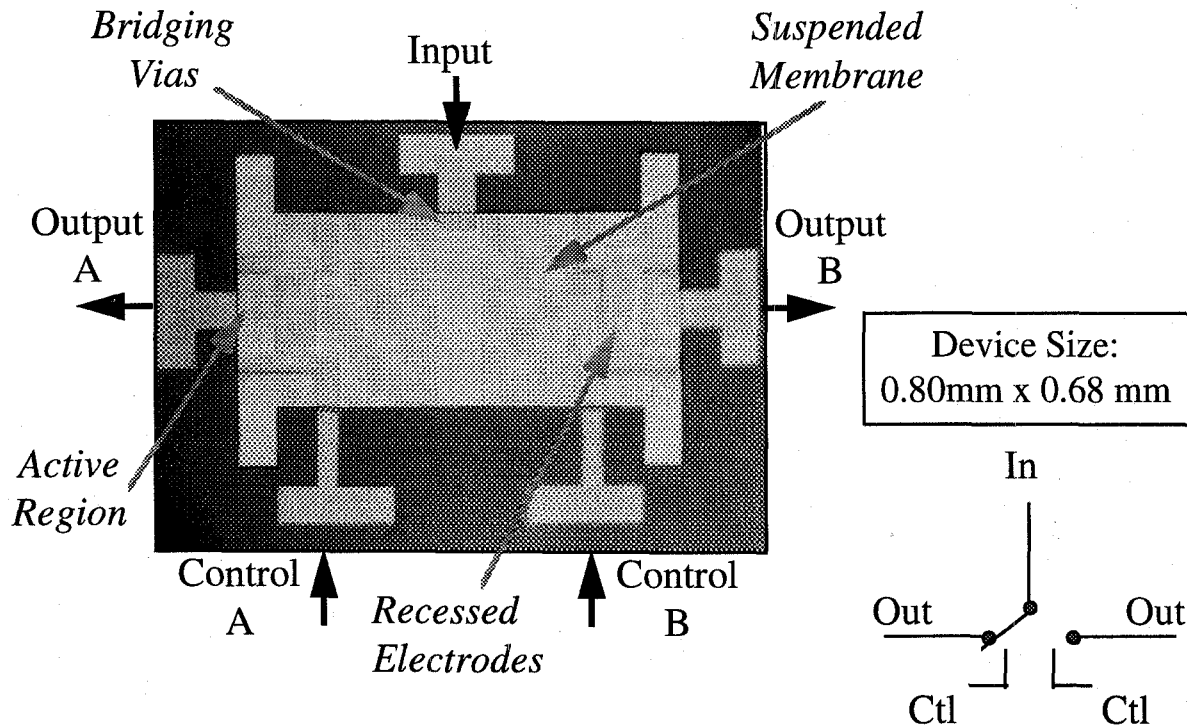 Bridging
Vias
Input
Suspended
Membrane
Output
A
Output
B
Device Size:
0.80mm x 0.68 mm
Active
Region
Control
A
Recessed
Electrodes
Control
B
In
Out
Out
Ctl
Ctl